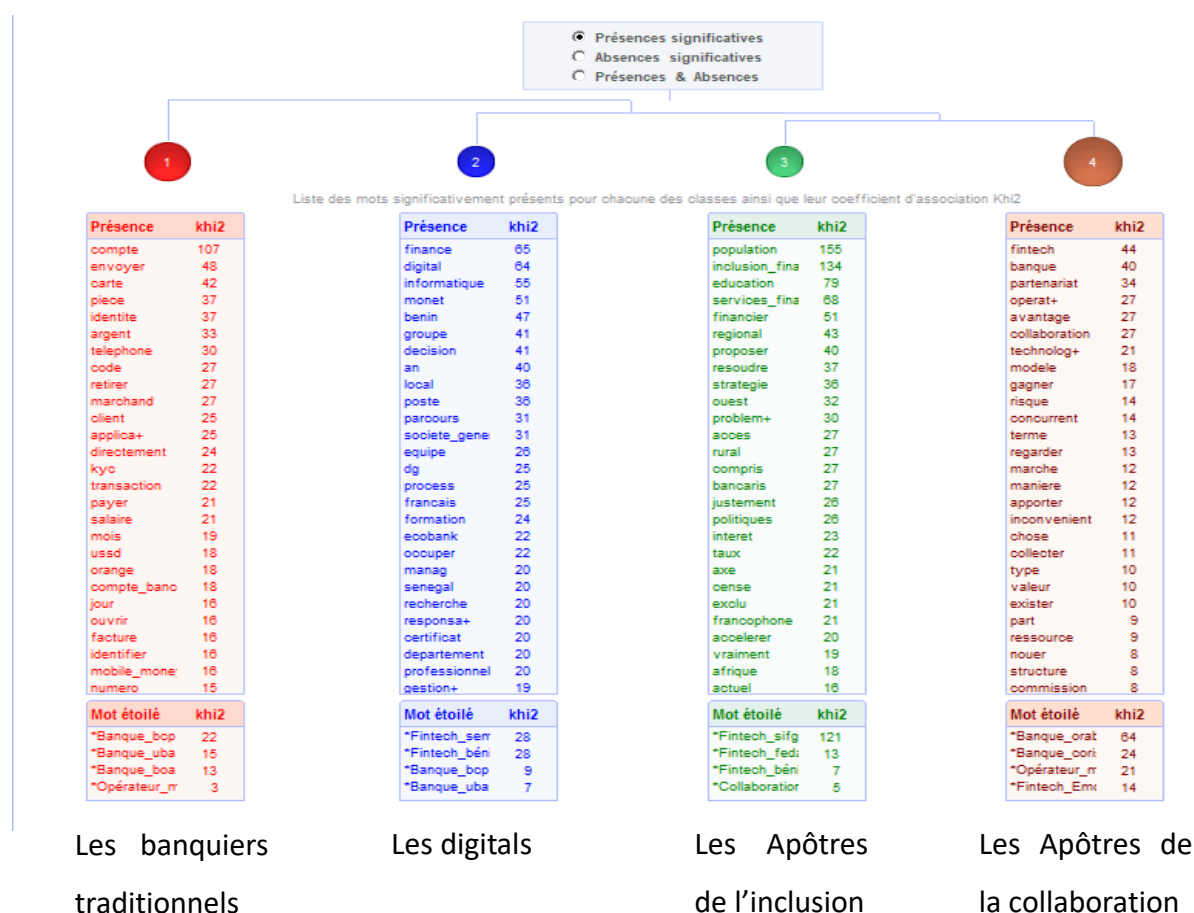 Présences significatives
Absences significatives
Présences & Absences
1
2
3
4
Liste des mots significativement présents pour chacune des classes ainsi que leur coefficient d'association Khi2
Présence khi2
compte 107
envoyer 48
carte 42
piece 37
identite 37
argent 33
telephone 30
code 27
retirer 27
marchand 27
client 25
applica+ 25
directement 24
kyc 22
transaction 22
payer 21
salaire 21
mois 19
ussd 18
orange 18
compte_banc 18
jour 16
ouvrir 16
facture 16
identifier 16
mobile_mone 16
numero 15
Mot étoilé khi2
*Banque_bcp 22
*Banque_uba 15
*Banque_boa 13
*Opérateur_m 3
Les banquiers
traditionnels
Présence khi2
finance 65
digital 64
informatique 55
monet 51
benin 47
groupe 41
decision 41
an 40
local 36
poste 36
parcours 31
societe_gene 31
equipe 26
dg 25
process 25
francais 25
formation 24
ecobank 22
occuper 22
manag 20
senegal 20
recherche 20
responsa+ 20
certificat 20
departement 20
professionnel 20
gestion+ 19
Mot étoilé khi2
*Fintech_sem 28
*Fintech_béni 28
*Banque_bcp 9
*Banque_uba 7
Les digitals
Présence khi2
population 155
inclusion_fina 134
education 79
services_fina 68
financier 51
regional 43
proposer 40
resoudre 37
strategie 36
ouest 32
problem+ 30
acces 27
rural 27
compris 27
bancaris 27
justement 26
politiques 26
interet 23
taux 22
axe 21
cense 21
exclu 21
francophone 21
accelerer 20
vraiment 19
afrique 18
actuel 16
Mot étoilé khi2
*Fintech_sifg 121
*Fintech_feda 13
*Fintech_béni 7
*Collaboration 5
Les Apôtres
de l’inclusion
Présence khi2
fintech 44
banque 40
partenariat 34
operat+ 27
avantage 27
collaboration 27
technolog+ 21
modele 18
gagner 17
risque 14
concurrent 14
terme 13
regarder 13
marche 12
maniere 12
apporter 12
inconvenient 12
chose 11
collecter 11
type 10
valeur 10
exister 10
part 9
ressource 9
nouer 8
structure 8
commission 8
Mot étoilé khi2
*Banque_orab 64
*Banque_cori 24
*Opérateur_m 21
*Fintech_Emo 14
Les Apôtres de
la collaboration